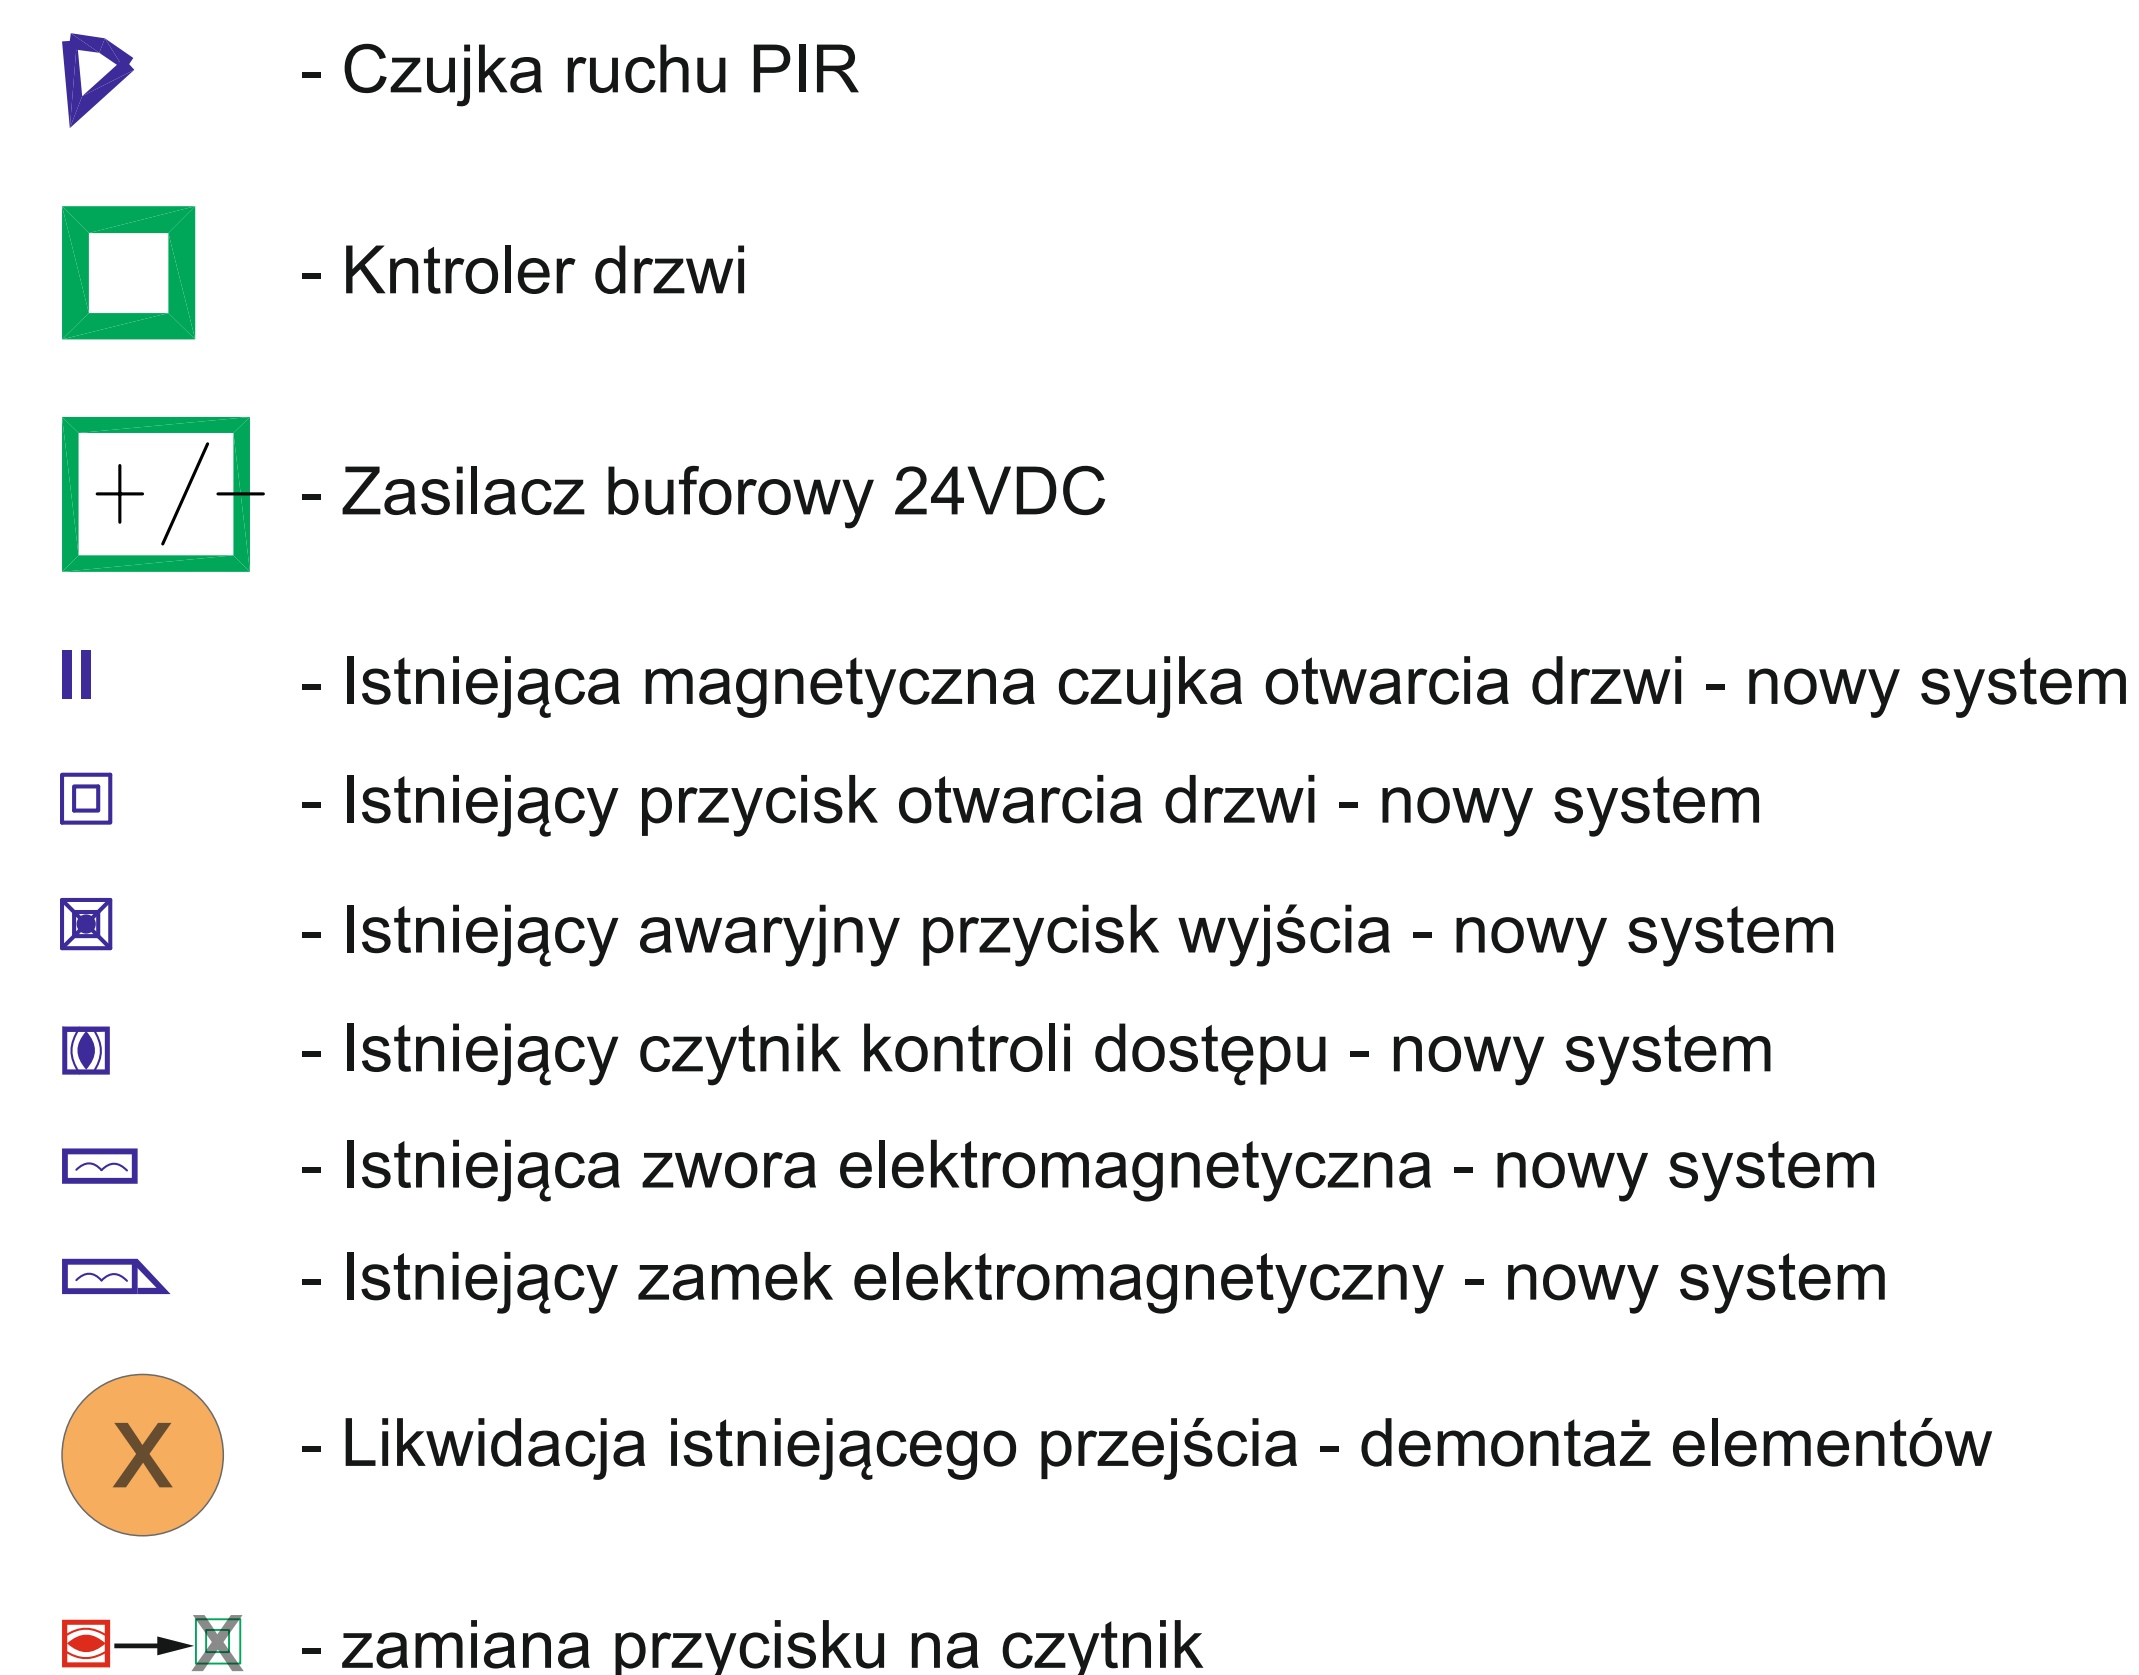 - Czujka ruchu PIR
- Kntroler drzwi
+ / - - Zasilacz buforowy 24VDC
- Istniejąca magnetyczna czujka otwarcia drzwi - nowy system
- Istniejący przycisk otwarcia drzwi - nowy system
- Istniejący awaryjny przycisk wyjścia - nowy system
- Istniejący czytnik kontroli dostępu - nowy system
- Istniejąca zwora elektromagnetyczna - nowy system
- Istniejący zamek elektromagnetyczny - nowy system
X - Likwidacja istniejącego przejścia - demontaż elementów
X - zamiana przycisku na czytnik